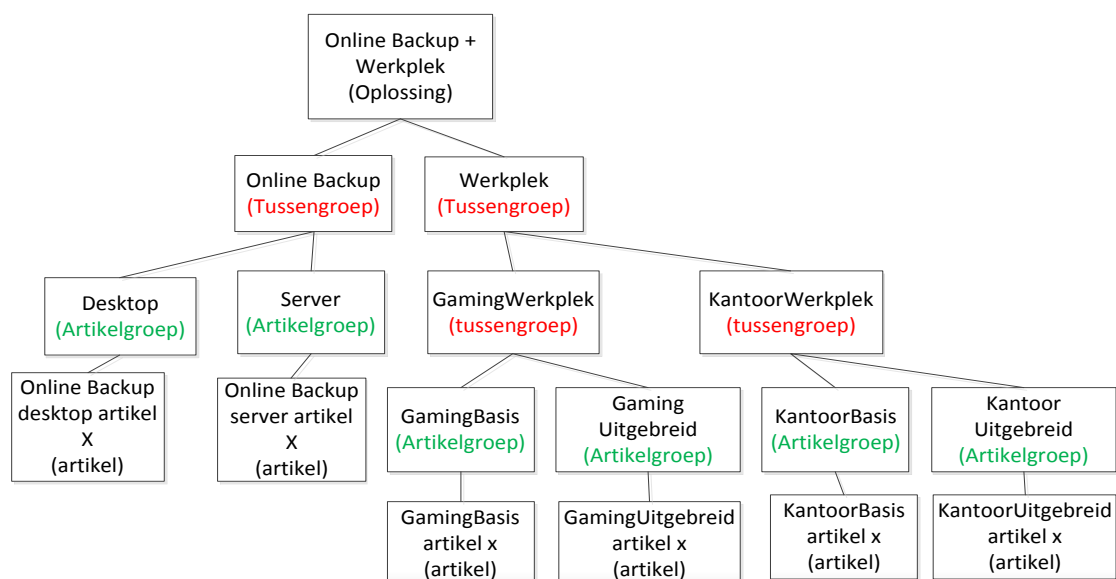 Online Backup +
Werkplek
(Oplossing)
Online Backup
(Tussengroep)
Werkplek
(Tussengroep)
Desktop
(Artikelgroep)
Server
(Artikelgroep)
GamingWerkplek
(tussengroep)
KantoorWerkplek
(tussengroep)
Online Backup
desktop artikel
X
(artikel)
Online Backup
server artikel
X
(artikel)
GamingBasis
(Artikelgroep)
Gaming
Uitgebreid
(Artikelgroep)
KantoorBasis
(Artikelgroep)
Kantoor
Uitgebreid
(Artikelgroep)
GamingBasis
artikel x
(artikel)
GamingUitgebreid
artikel x
(artikel)
KantoorBasis
artikel x
(artikel)
KantoorUitgebreid
artikel x
(artikel)